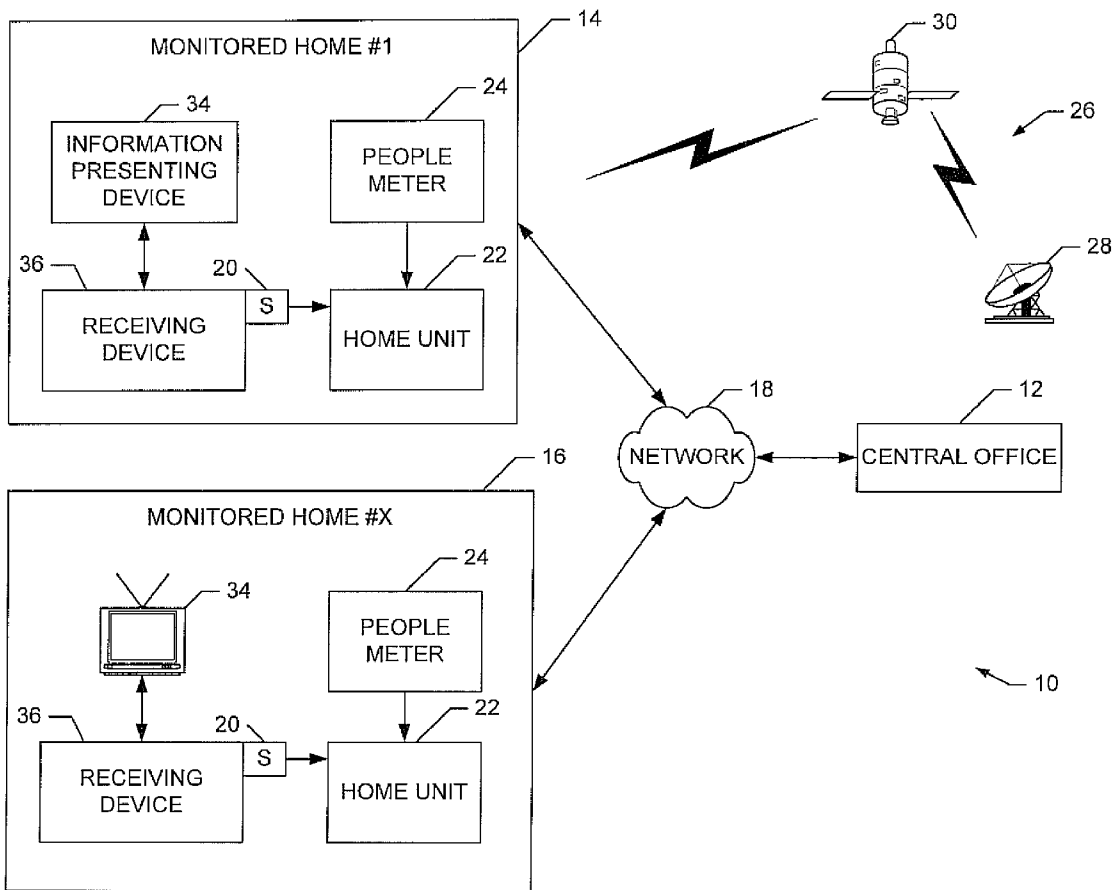 14
MONITORED HOME #1
30
34
24
26
INFORMATION
PRESENTING
DEVICE
PEOPLE
METER
28
36
20
22
S
RECEIVING
DEVICE
HOME UNIT
18
12
NETWORK
CENTRAL OFFICE
16
MONITORED HOME #X
24
34
PEOPLE
METER
10
36
20
22
S
RECEIVING
DEVICE
HOME UNIT